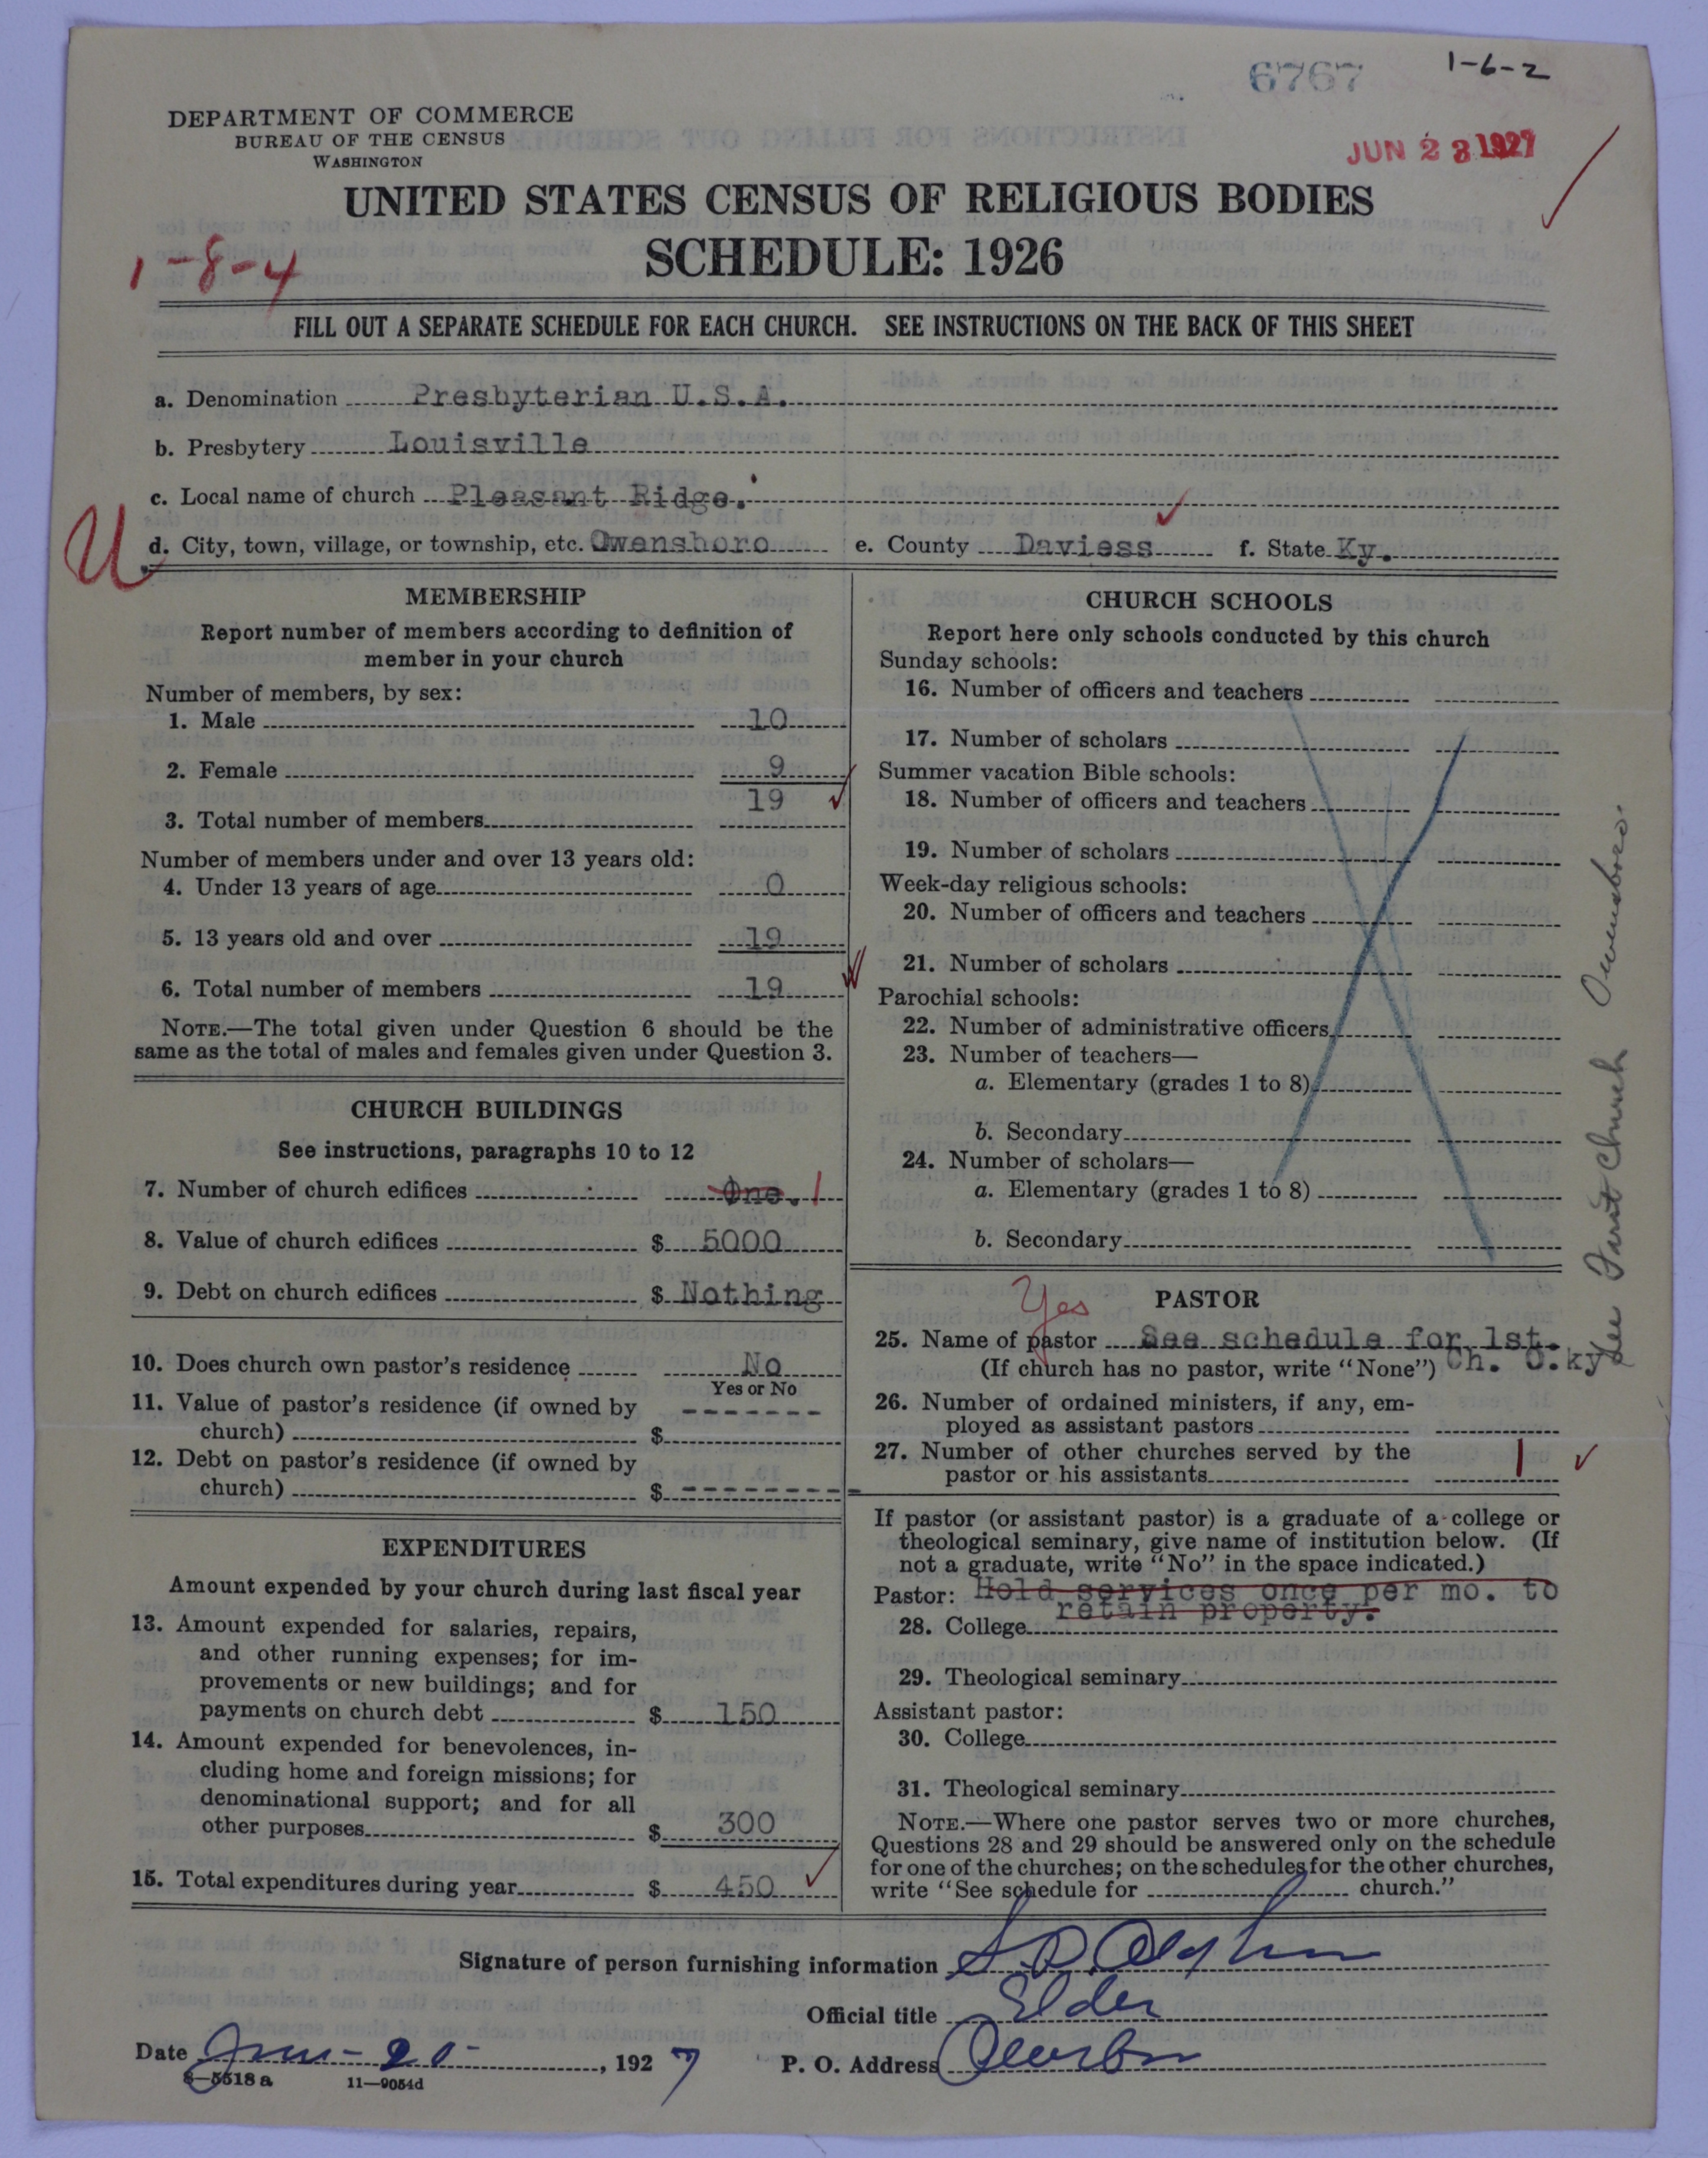 6767
1-6-2
DEPARTMENT OF COMMERCE
BUREAU OF THE CENSUS
WASHINGTON
JUN 23 1927
UNITED STATES CENSUS OF RELIGIOUS BODIES
SCHEDULE: 1926
1-8-4
FILL OUT A SEPARATE SCHEDULE FOR EACH CHURCH. SEE INSTRUCTIONS ON THE BACK OF THIS SHEET
a. Denomination Presbyterian U.S.A.
b. Presbytery Louisville
c. Local name of church Pleasant Ridge.
U
d. City, town, village, or township, etc. Owensboro e. County Daviess f. State Ky.
MEMBERSHIP
Report number of members according to definition of
member in your church
Number of members, by sex:
1. Male 10
2. Female 9
19
3. Total number of members
Number of members under and over 13 years old:
4. Under 13 years of age 0
5. 13 years old and over 19
6. Total number of members 19
NOTE.—The total given under Question 6 should be the
same as the total of males and females given under Question 3.
CHURCH BUILDINGS
See instructions, paragraphs 10 to 12
7. Number of church edifices One. 1
8. Value of church edifices $ 5000
9. Debt on church edifices $ Nothing
10. Does church own pastor's residence No
Yes or No
11. Value of pastor's residence (if owned by
church) $ -------
12. Debt on pastor's residence (if owned by
church) $ ---------
EXPENDITURES
Amount expended by your church during last fiscal year
13. Amount expended for salaries, repairs,
and other running expenses; for im-
provements or new buildings; and for
payments on church debt $ 150
14. Amount expended for benevolences, in-
cluding home and foreign missions; for
denominational support; and for all
other purposes $ 300
15. Total expenditures during year $ 450
CHURCH SCHOOLS
Report here only schools conducted by this church
Sunday schools:
16. Number of officers and teachers
17. Number of scholars
Summer vacation Bible schools:
18. Number of officers and teachers
19. Number of scholars
Week-day religious schools:
20. Number of officers and teachers
21. Number of scholars
Parochial schools:
22. Number of administrative officers
23. Number of teachers—
a. Elementary (grades 1 to 8)
b. Secondary
24. Number of scholars—
a. Elementary (grades 1 to 8)
b. Secondary
See First Church Owensboro.
Yes
PASTOR
25. Name of pastor See schedule for 1st.
(If church has no pastor, write "None") Ch. O.ky
26. Number of ordained ministers, if any, em-
ployed as assistant pastors
27. Number of other churches served by the
pastor or his assistants 1
If pastor (or assistant pastor) is a graduate of a college or
theological seminary, give name of institution below. (If
not a graduate, write "No" in the space indicated.)
Pastor: Hold services once per mo. to
retain property.
28. College
29. Theological seminary
Assistant pastor:
30. College
31. Theological seminary
NOTE.—Where one pastor serves two or more churches,
Questions 28 and 29 should be answered only on the schedule
for one of the churches; on the schedules for the other churches,
write "See schedule for church."
Signature of person furnishing information
Official title Elder
Date June 20 , 1927 P. O. Address
8—5518a 11—9054d